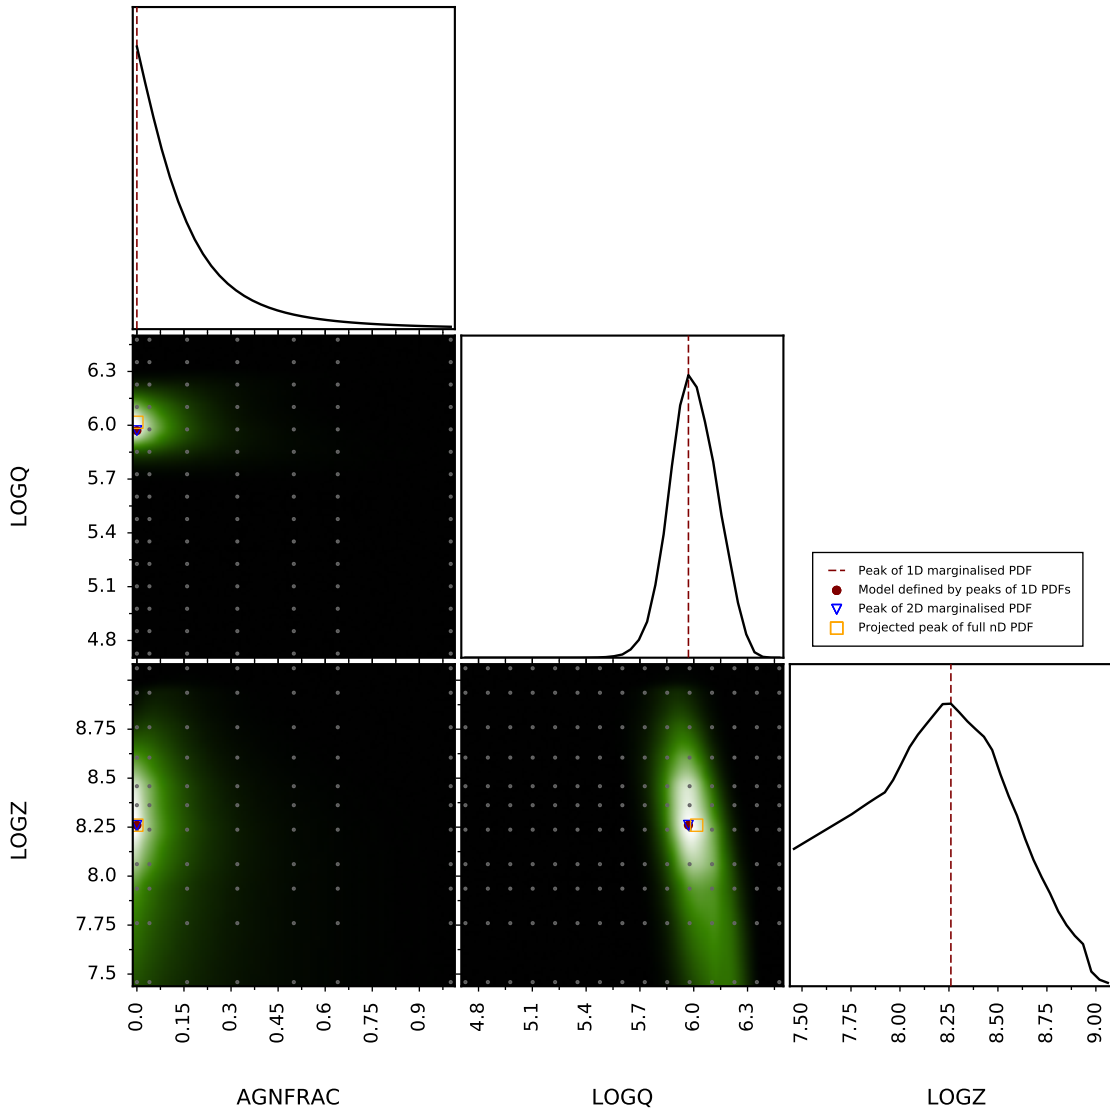 6.3
6.0
5.7
5.4
5.1
4.8
LOGQ
Peak of 1D marginalised PDF
Model defined by peaks of 1D PDFs
Peak of 2D marginalised PDF
Projected peak of full nD PDF
8.75
8.5
8.25
8.0
7.75
7.5
LOGZ
0.0 0.15 0.3 0.45 0.6 0.75 0.9
4.8 5.1 5.4 5.7 6.0 6.3
7.50 7.75 8.00 8.25 8.50 8.75 9.00
AGNFRAC LOGQ LOGZ